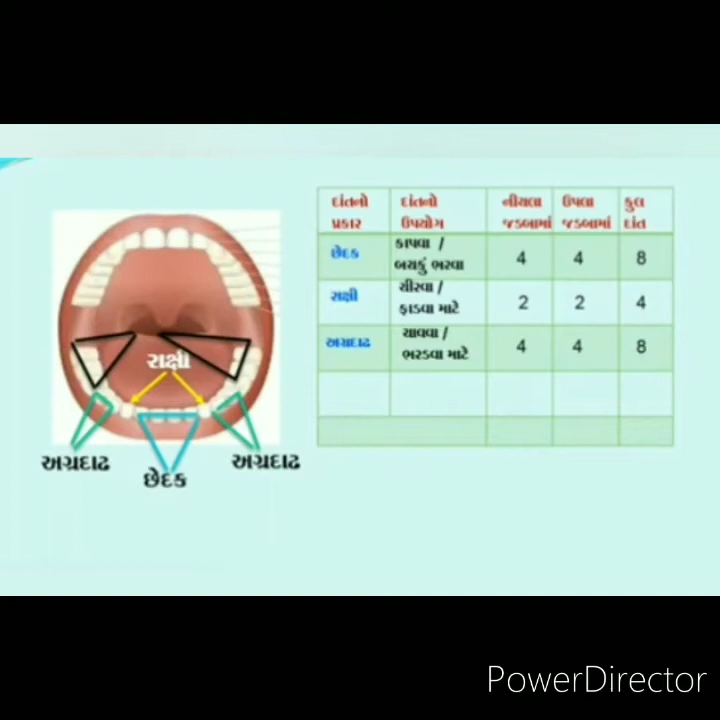 દાંતનો પ્રકાર
દાંતનો ઉપયોગ
નીચલા જડબામાં
ઉપલા જડબામાં
કુલ દાંત
છેદક
કાપવા / બચકું ભરવા
4 4 8
રાક્ષી
ચીરવા / ફાડવા માટે
2 2 4
અગ્રદાઢ
ચાવવા / ભરડવા માટે
4 4 8
રાક્ષી
અગ્રદાઢ
છેદક
અગ્રદાઢ
PowerDirector